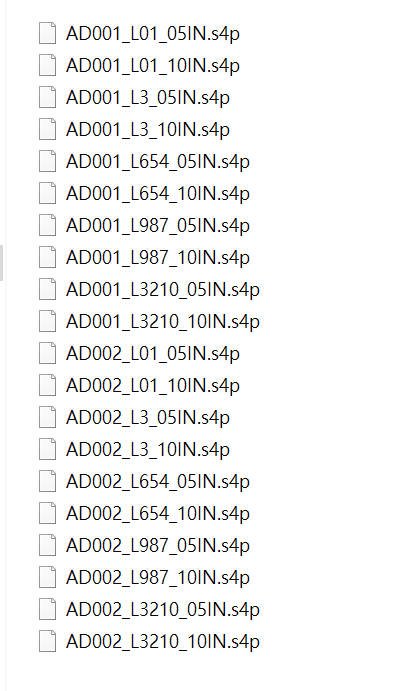 AD001_L01_05IN.s4p
AD001_L01_10IN.s4p
AD001_L3_05IN.s4p
AD001_L3_10IN.s4p
AD001_L654_05IN.s4p
AD001_L654_10IN.s4p
AD001_L987_05IN.s4p
AD001_L987_10IN.s4p
AD001_L3210_05IN.s4p
AD001_L3210_10IN.s4p
AD002_L01_05IN.s4p
AD002_L01_10IN.s4p
AD002_L3_05IN.s4p
AD002_L3_10IN.s4p
AD002_L654_05IN.s4p
AD002_L654_10IN.s4p
AD002_L987_05IN.s4p
AD002_L987_10IN.s4p
AD002_L3210_05IN.s4p
AD002_L3210_10IN.s4p